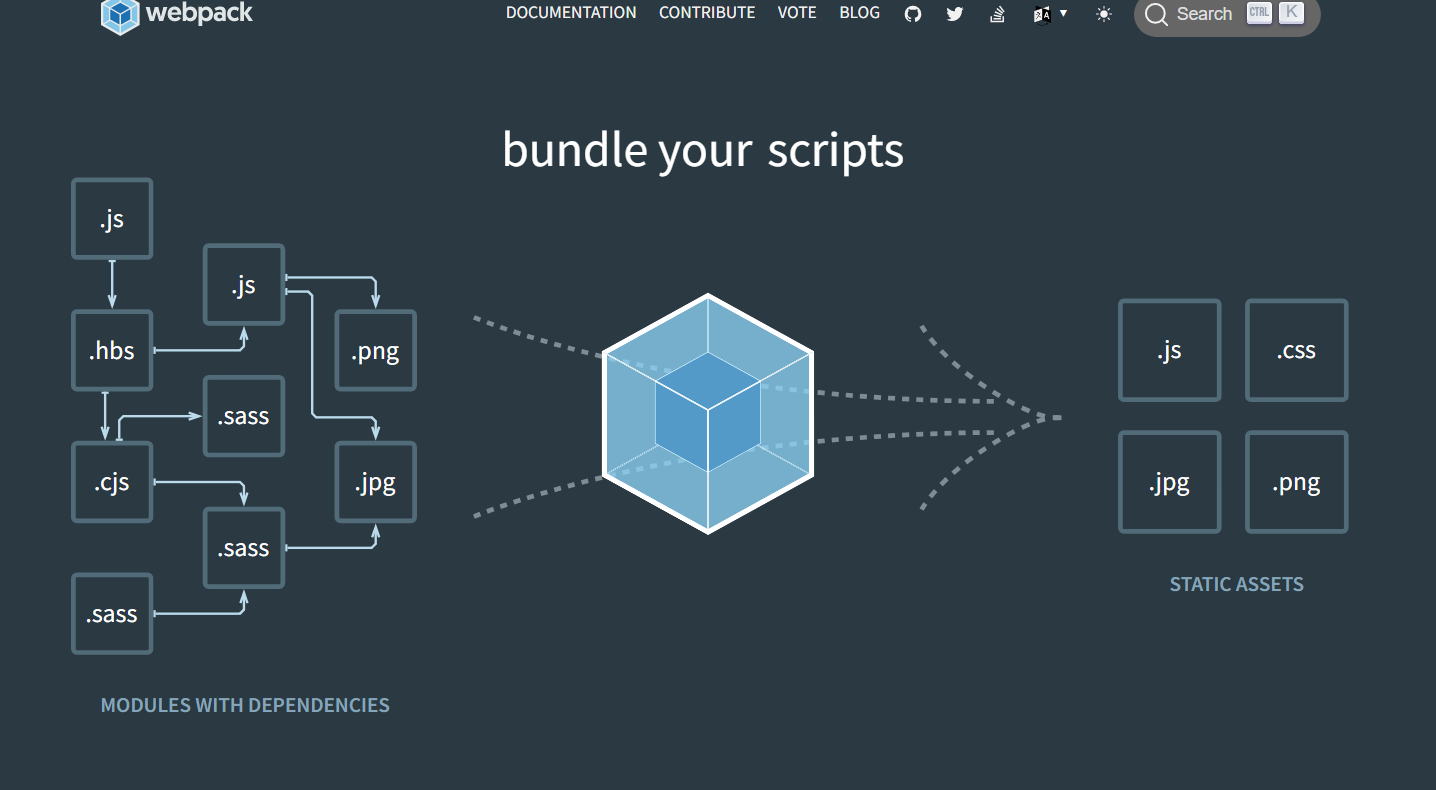 webpack
DOCUMENTATION CONTRIBUTE VOTE BLOG
Search CTRL K
bundle your scripts
.js
.js
.hbs
.png
.sass
.cjs
.jpg
.sass
.sass
MODULES WITH DEPENDENCIES
.js .css
.jpg .png
STATIC ASSETS